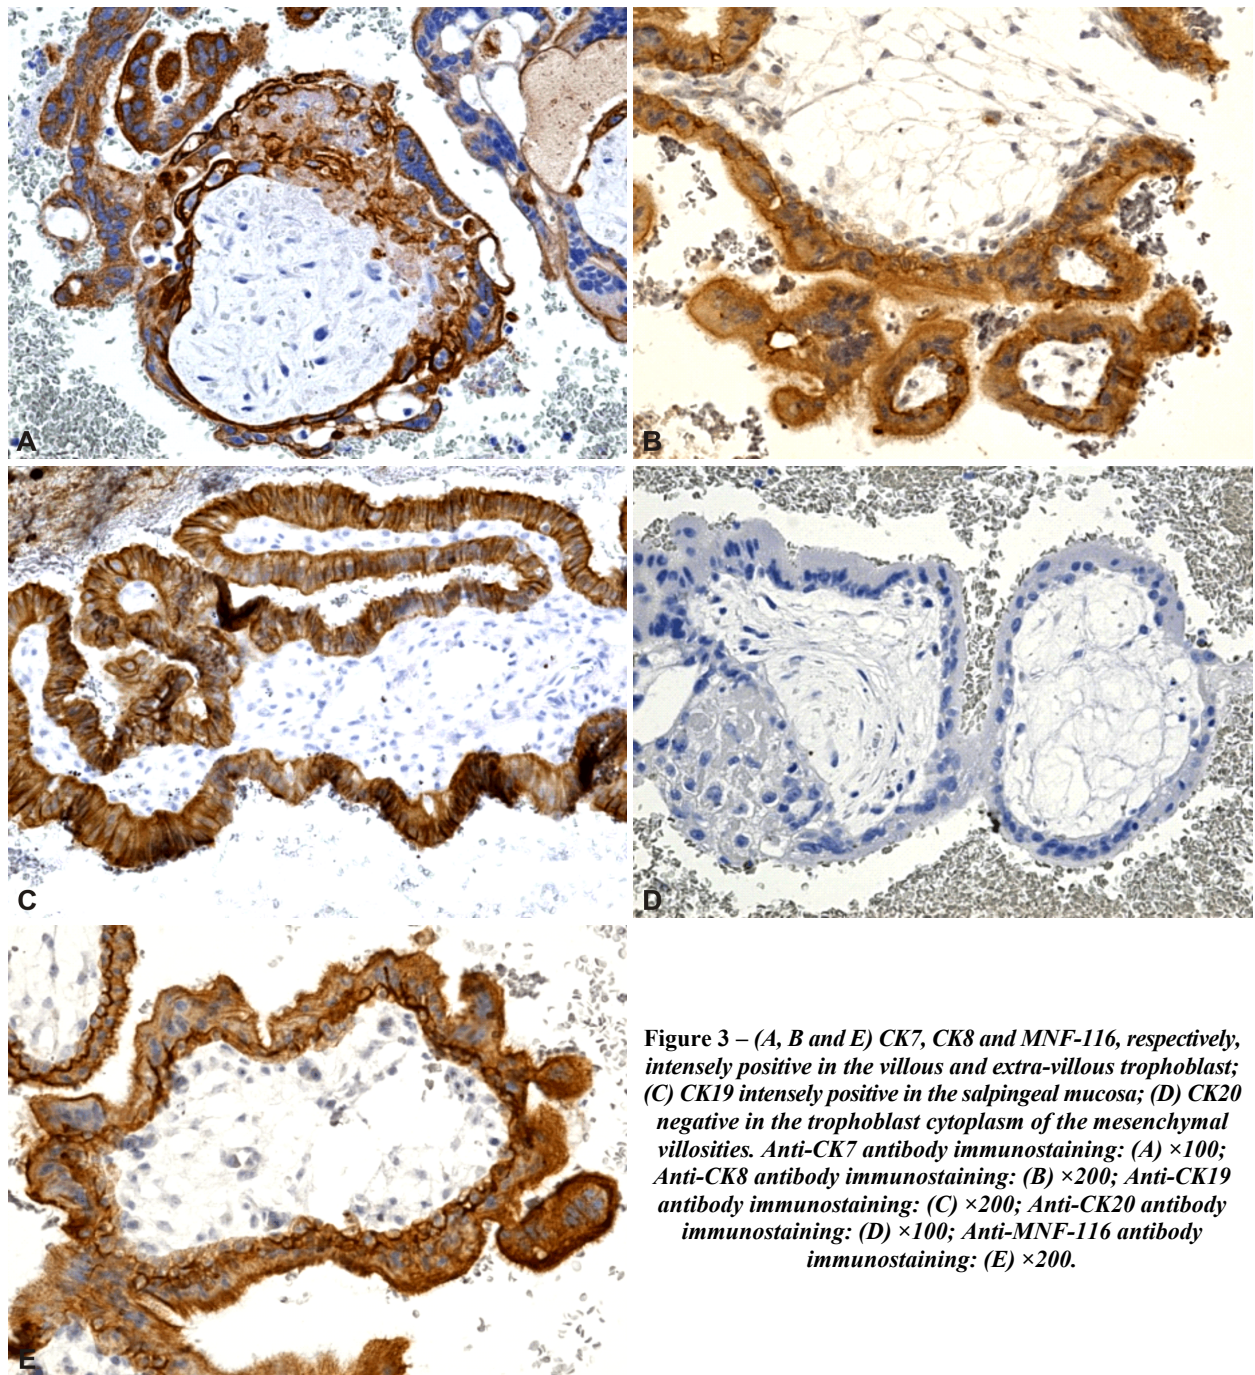 A
B
C
D
E
Figure 3 – (A, B and E) CK7, CK8 and MNF-116, respectively,
intensely positive in the villous and extra-villous trophoblast;
(C) CK19 intensely positive in the salpingeal mucosa; (D) CK20
negative in the trophoblast cytoplasm of the mesenchymal
villosities. Anti-CK7 antibody immunostaining: (A) ×100;
Anti-CK8 antibody immunostaining: (B) ×200; Anti-CK19
antibody immunostaining: (C) ×200; Anti-CK20 antibody
immunostaining: (D) ×100; Anti-MNF-116 antibody
immunostaining: (E) ×200.